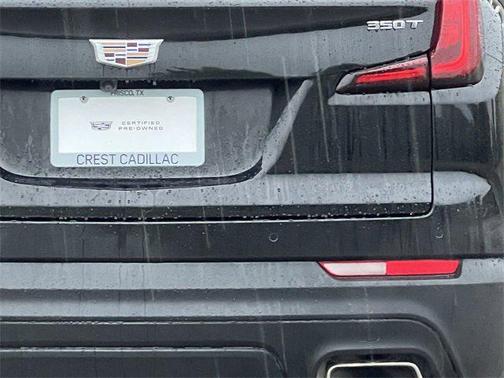 350T
FRISCO, TX
CERTIFIED
PRE-OWNED
CREST CADILLAC